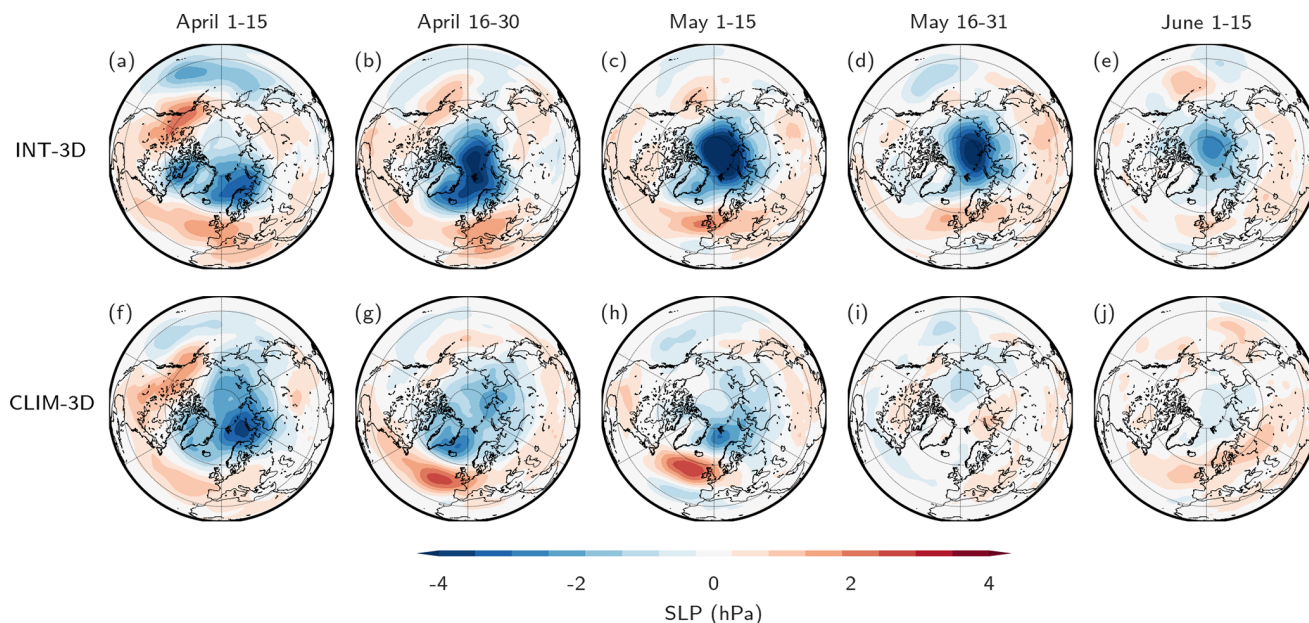 April 1-15
April 16-30
May 1-15
May 16-31
June 1-15
(a)
(b)
(c)
(d)
(e)
INT-3D
(f)
(g)
(h)
(i)
(j)
CLIM-3D
-4
-2
0
2
4
SLP (hPa)